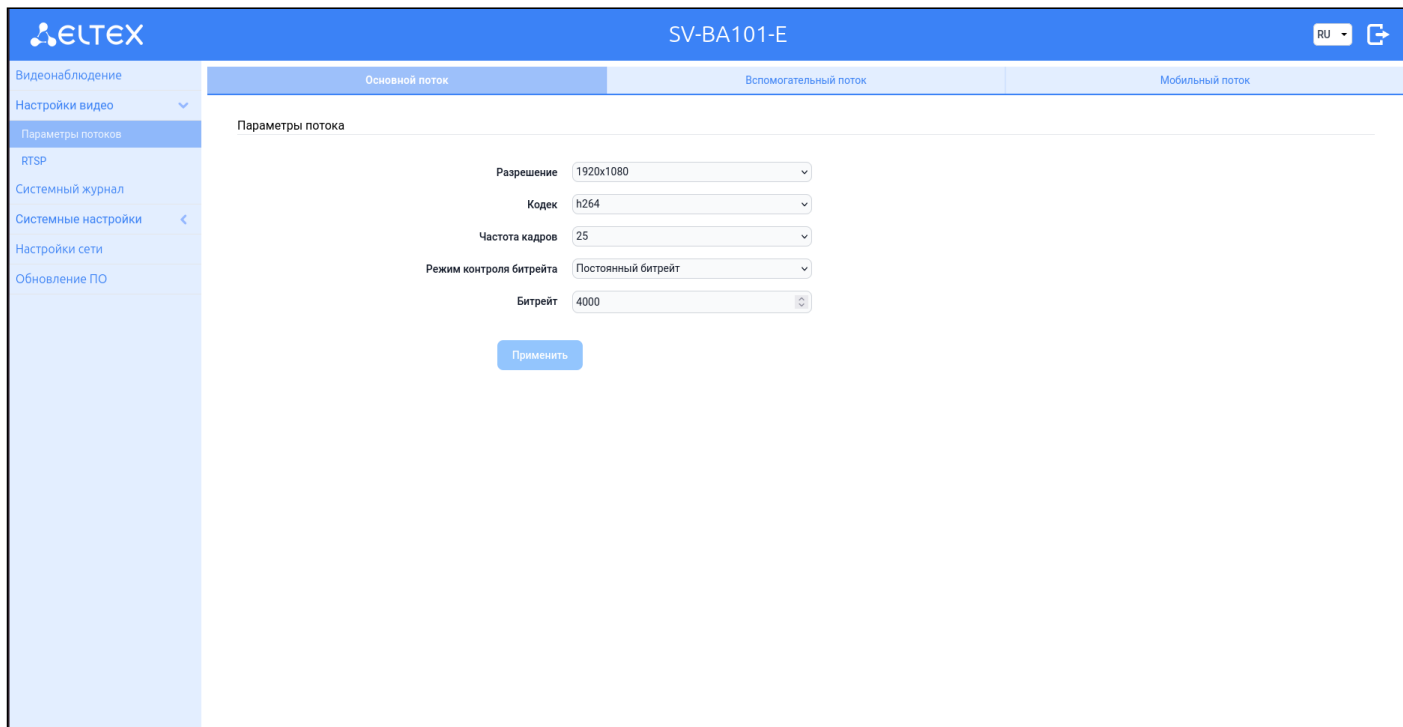 ELTEX
SV-BA101-E
RU
Видеонаблюдение
Настройки видео
Параметры потоков
RTSP
Системный журнал
Системные настройки
Настройки сети
Обновление ПО
Основной поток
Вспомогательный поток
Мобильный поток
Параметры потока
Разрешение 1920x1080
Кодек h264
Частота кадров 25
Режим контроля битрейта Постоянный битрейт
Битрейт 4000
Применить